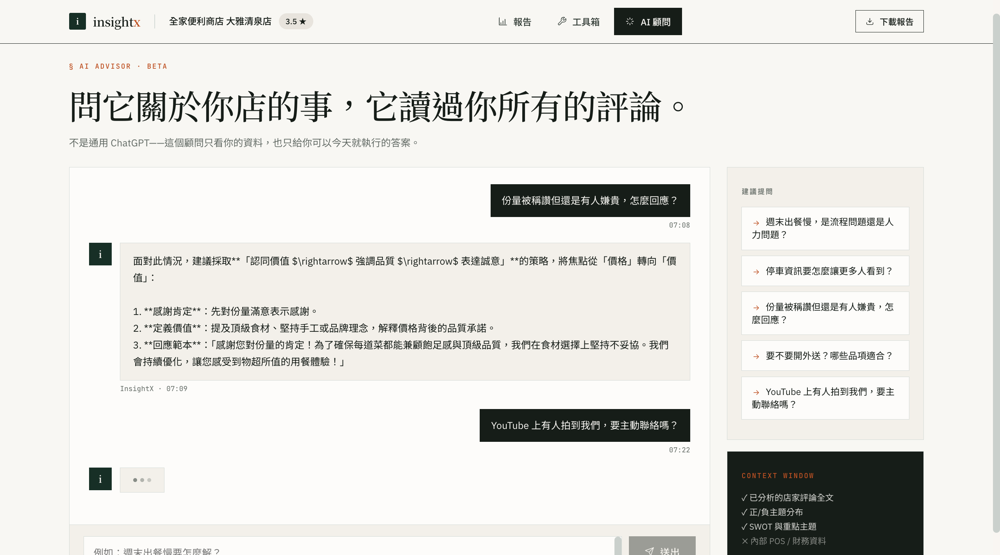 i insightx 全家便利商店 大雅清泉店 3.5 ★ 報告 工具箱 AI 顧問 下載報告
§ AI ADVISOR · BETA
問它關於你店的事，它讀過你所有的評論。
不是通用 ChatGPT——這個顧問只看你的資料，也只給你可以今天就執行的答案。
份量被稱讚但還是有人嫌貴，怎麼回應？
07:08
i
面對此情況，建議採取**「認同價值 $\rightarrow$ 強調品質 $\rightarrow$ 表達誠意」**的策略，將焦點從「價格」轉向「價
值」：
1. **感謝肯定**：先對份量滿意表示感謝。
2. **定義價值**：提及頂級食材、堅持手工或品牌理念，解釋價格背後的品質承諾。
3. **回應範本**：「感謝您對份量的肯定！為了確保每道菜都能兼顧飽足感與頂級品質，我們在食材選擇上堅持不妥協。我們
會持續優化，讓您感受到物超所值的用餐體驗！」
InsightX · 07:09
YouTube 上有人拍到我們，要主動聯絡嗎？
07:22
i
例如：週末出餐慢要怎麼解？
送出
建議提問
→ 週末出餐慢，是流程問題還是人
力問題？
→ 停車資訊要怎麼讓更多人看到？
→ 份量被稱讚但還是有人嫌貴，怎
麼回應？
→ 要不要開外送？哪些品項適合？
→ YouTube 上有人拍到我們，要主
動聯絡嗎？
CONTEXT WINDOW
✓ 已分析的店家評論全文
✓ 正/負主題分布
✓ SWOT 與重點主題
× 內部 POS / 財務資料